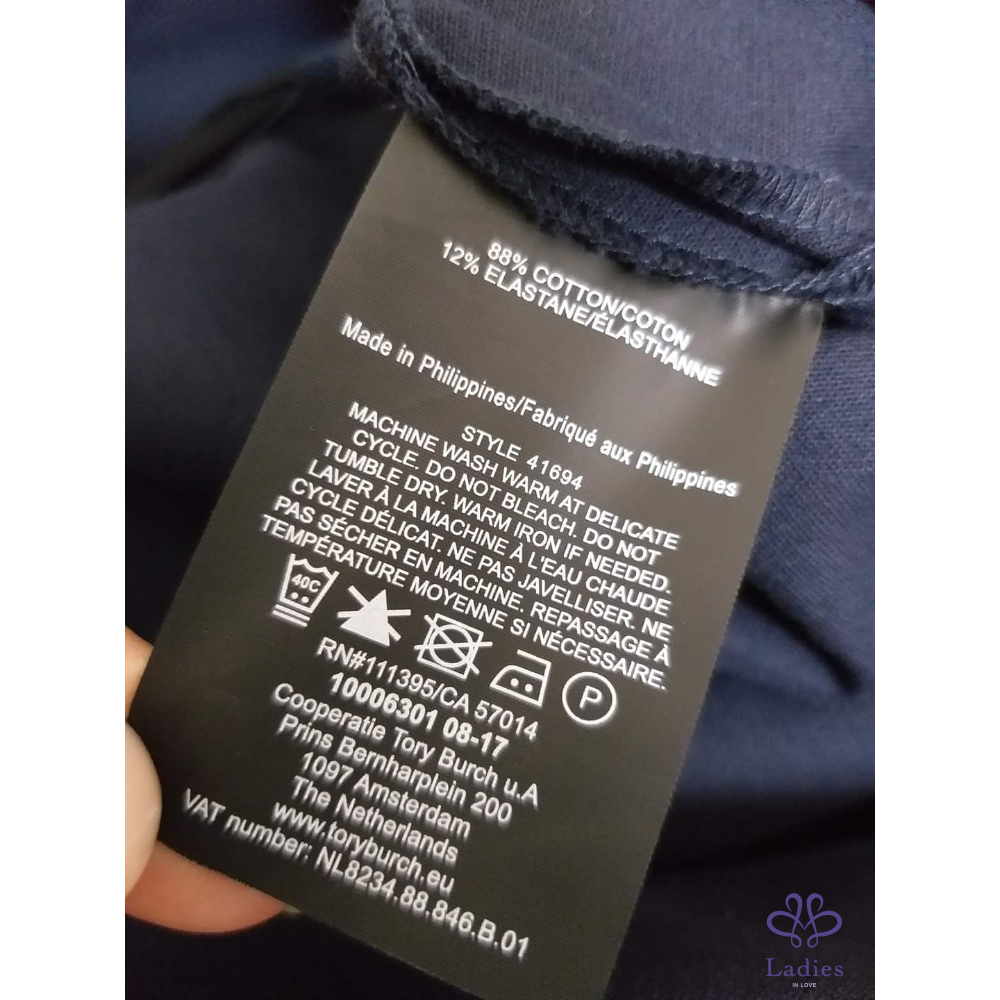 88% COTTON/COTON
12% ELASTANE/ÉLASTHANNE
Made in Philippines/Fabriqué aux Philippines
STYLE 41694
MACHINE WASH WARM AT DELICATE
CYCLE. DO NOT BLEACH. DO NOT
TUMBLE DRY. WARM IRON IF NEEDED.
LAVER À LA MACHINE À L'EAU CHAUDE
CYCLE DÉLICAT. NE PAS JAVELLISER. NE
PAS SÉCHER EN MACHINE. REPASSAGE À
TEMPÉRATURE MOYENNE SI NÉCESSAIRE.
40C
P
RN#111395/CA 57014
10006301 08-17
Cooperatie Tory Burch u.A
Prins Bernharplein 200
1097 Amsterdam
The Netherlands
www.toryburch.eu
VAT number: NL8234.88.846.B.01
Ladies
IN LOVE